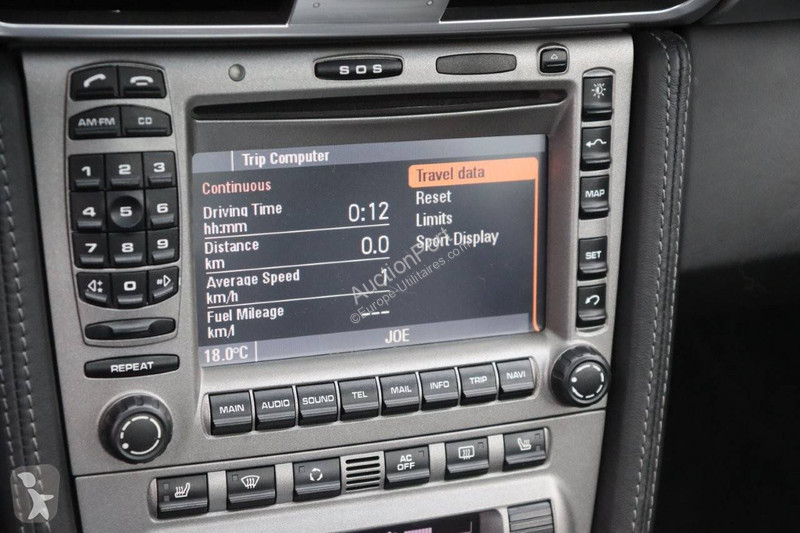 SOS
AM·FM CD
1 2 3
4 5 6
7 8 9
0
REPEAT
Trip Computer
Continuous
Driving Time 0:12
hh:mm
Distance 0.0
km
Average Speed
km/h
Fuel Mileage ---
km/l
Travel data
Reset
Limits
Sport Display
18.0°C
JOE
MAP
SET
MAIN AUDIO SOUND TEL MAIL INFO TRIP NAVI
AC
OFF
AuctionPort
©Europe-Utilitaires.com